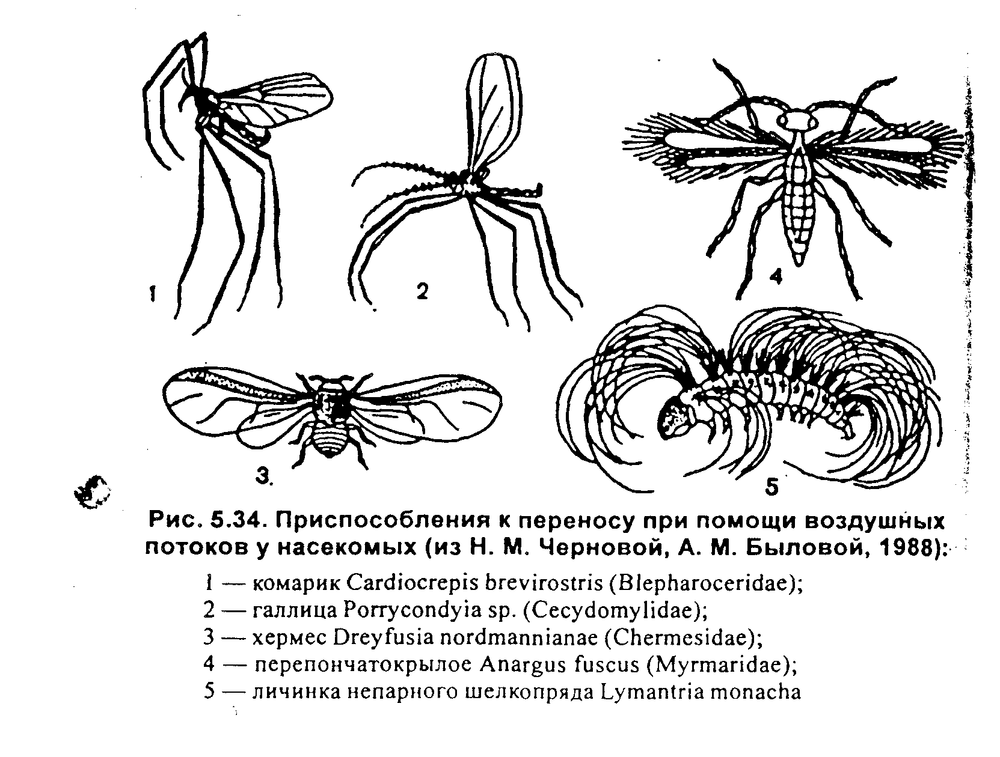 1
2
4
3.
5
Рис. 5.34. Приспособления к переносу при помощи воздушных
потоков у насекомых (из Н. М. Черновой, А. М. Быловой, 1988):
1 — комарик Cardiocrepis brevirostris (Blepharoceridae);
2 — галлица Porrycondyia sp. (Cecydomylidae);
3 — хермес Dreyfusia nordmannianae (Chermesidae);
4 — перепончатокрылое Anargus fuscus (Myrmaridae);
5 — личинка непарного шелкопряда Lymantria monacha